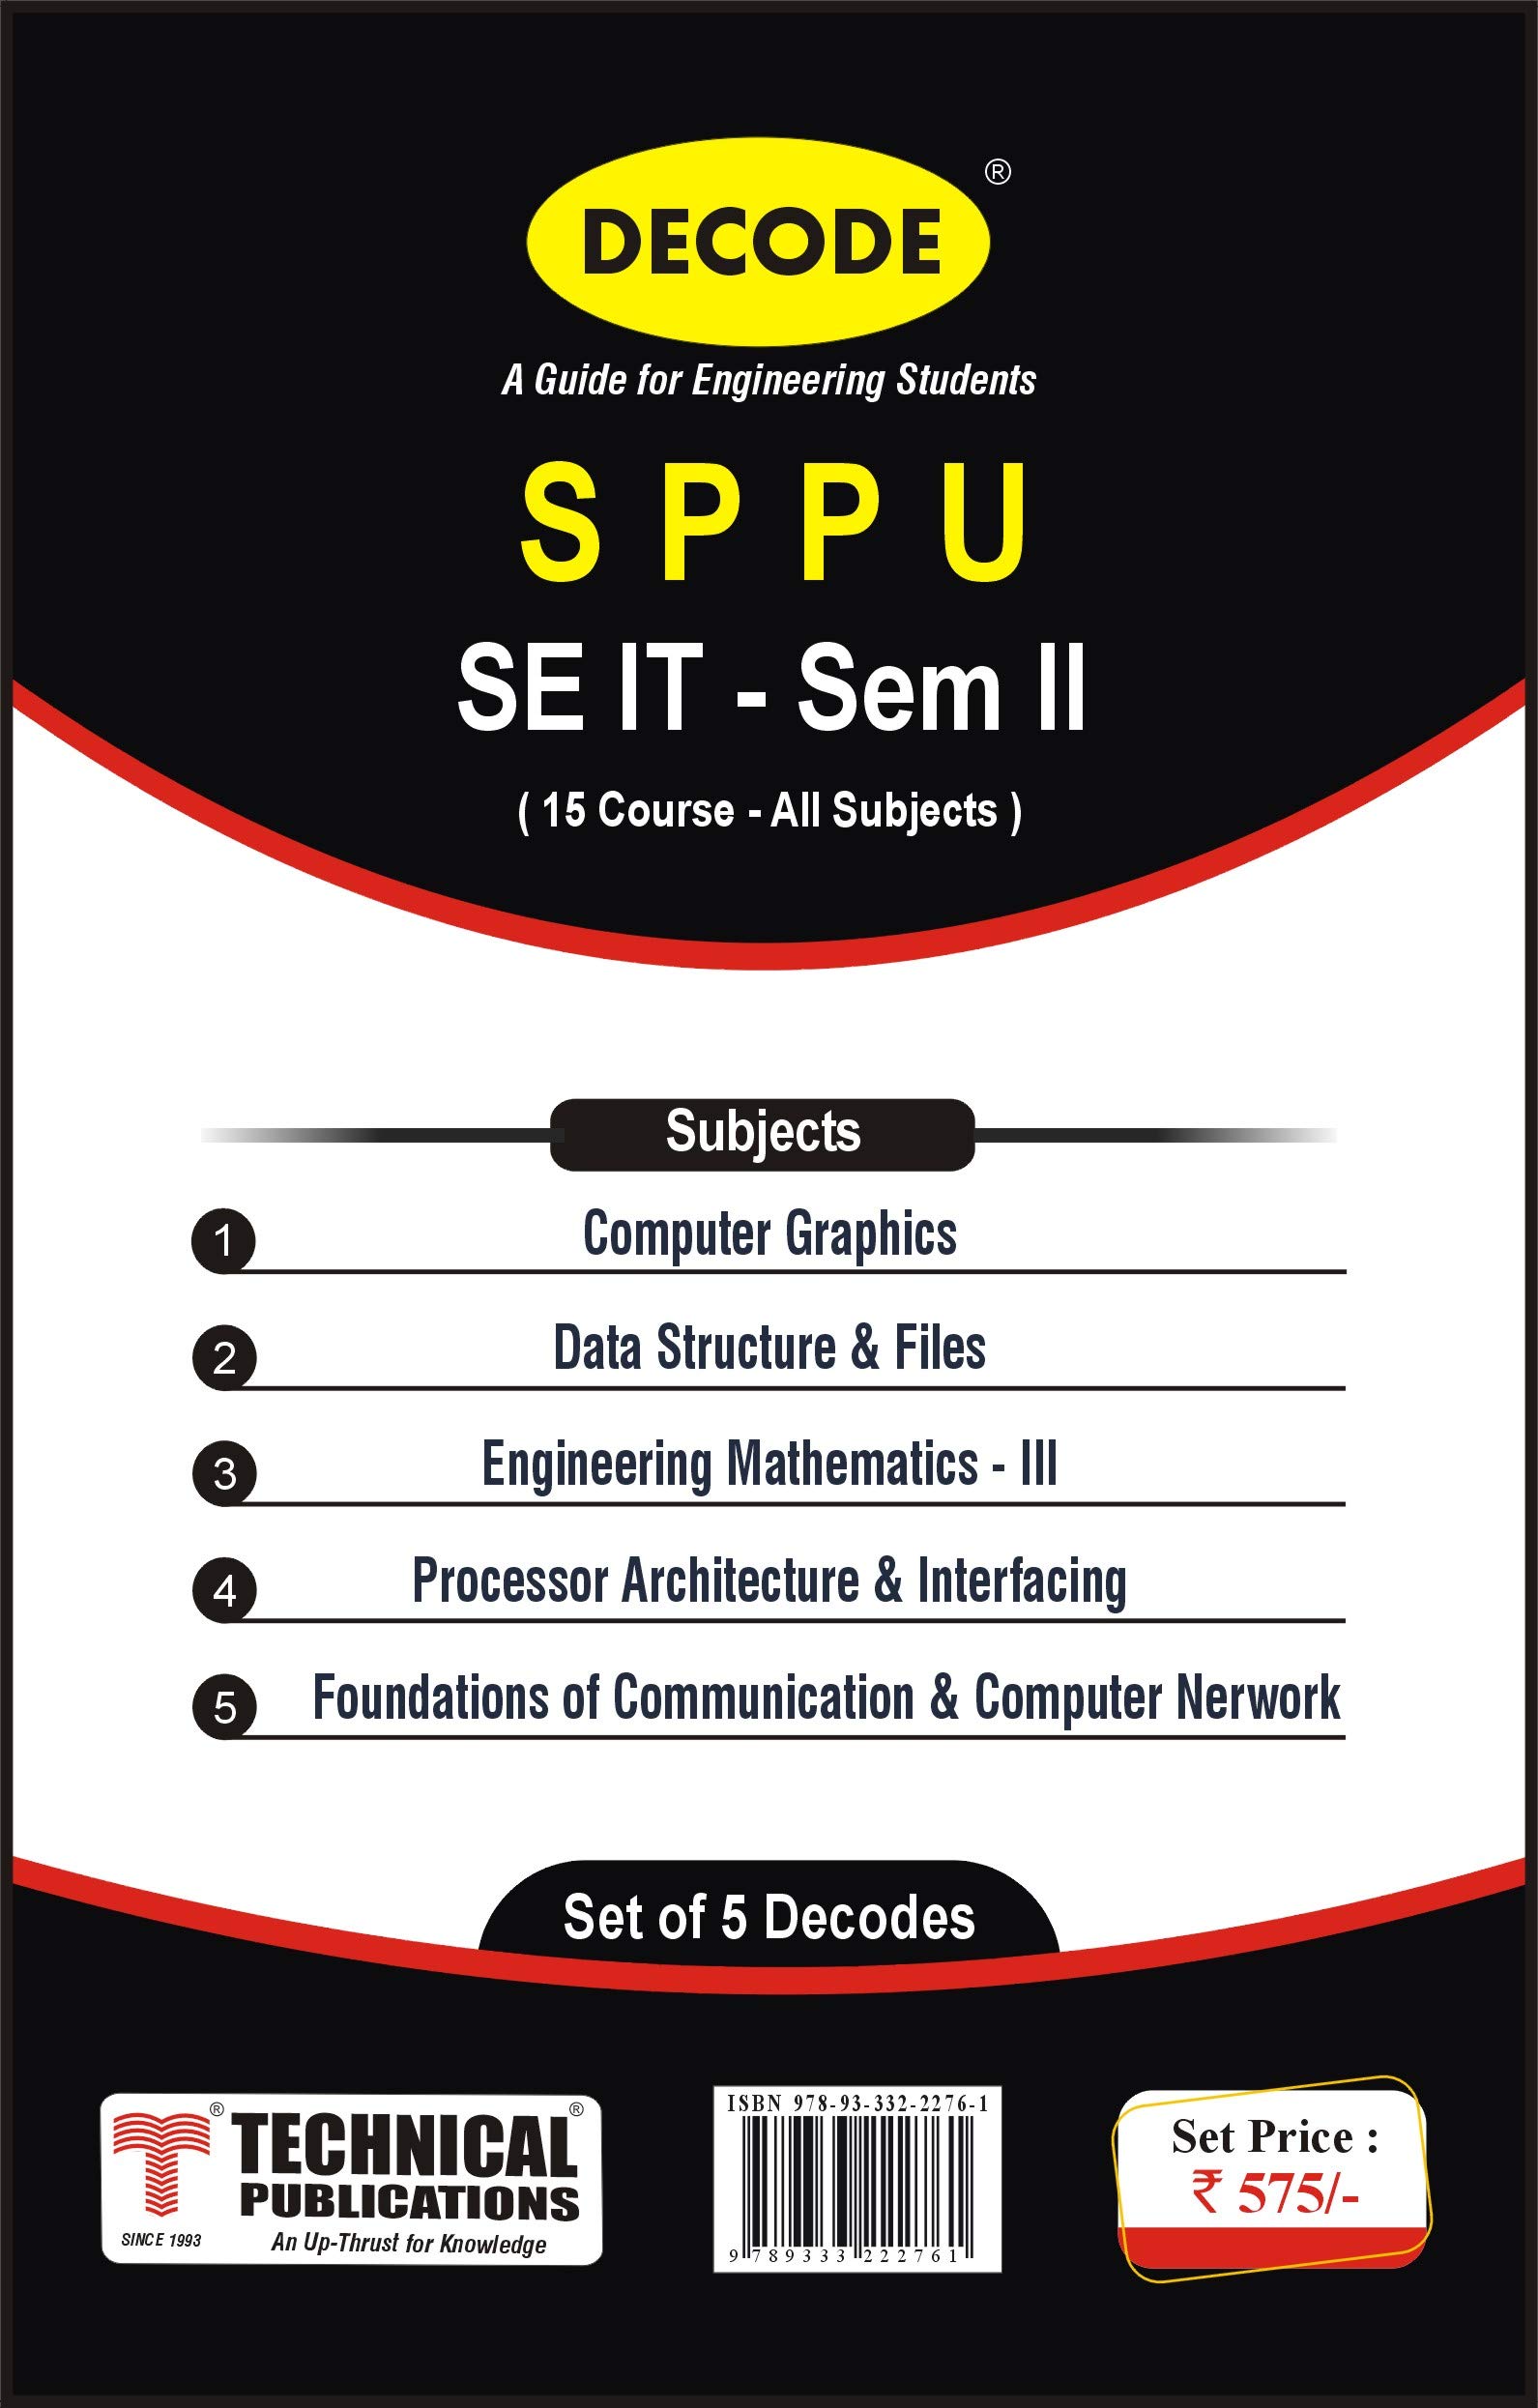 DECODE ®
A Guide for Engineering Students
S P P U
SE IT - Sem II
( 15 Course - All Subjects )
Subjects
1 Computer Graphics
2 Data Structure & Files
3 Engineering Mathematics - III
4 Processor Architecture & Interfacing
5 Foundations of Communication & Computer Nerwork
Set of 5 Decodes
® TECHNICAL ®
PUBLICATIONS
SINCE 1993 An Up-Thrust for Knowledge
ISBN 978-93-332-2276-1
9 789333 222761
Set Price :
₹ 575/-